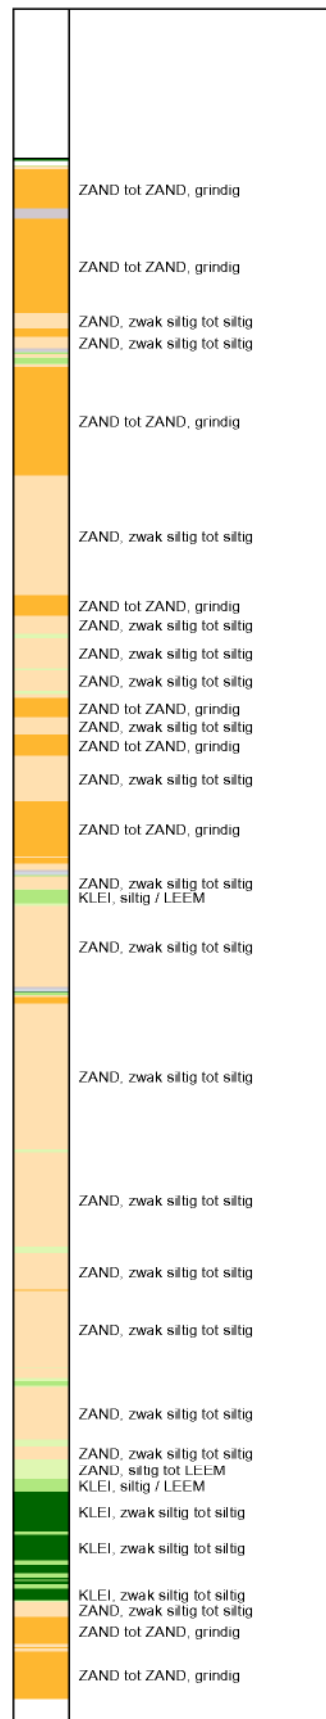 ZAND tot ZAND, grindig
ZAND tot ZAND, grindig
ZAND, zwak siltig tot siltig
ZAND, zwak siltig tot siltig
ZAND tot ZAND, grindig
ZAND, zwak siltig tot siltig
ZAND tot ZAND, grindig
ZAND, zwak siltig tot siltig
ZAND, zwak siltig tot siltig
ZAND, zwak siltig tot siltig
ZAND tot ZAND, grindig
ZAND, zwak siltig tot siltig
ZAND tot ZAND, grindig
ZAND, zwak siltig tot siltig
ZAND tot ZAND, grindig
ZAND, zwak siltig tot siltig
KLEI, siltig / LEEM
ZAND, zwak siltig tot siltig
ZAND, zwak siltig tot siltig
ZAND, zwak siltig tot siltig
ZAND, zwak siltig tot siltig
ZAND, zwak siltig tot siltig
ZAND, zwak siltig tot siltig
ZAND, zwak siltig tot siltig
ZAND, siltig tot LEEM
KLEI, siltig / LEEM
KLEI, zwak siltig tot siltig
KLEI, zwak siltig tot siltig
KLEI, zwak siltig tot siltig
ZAND, zwak siltig tot siltig
ZAND tot ZAND, grindig
ZAND tot ZAND, grindig